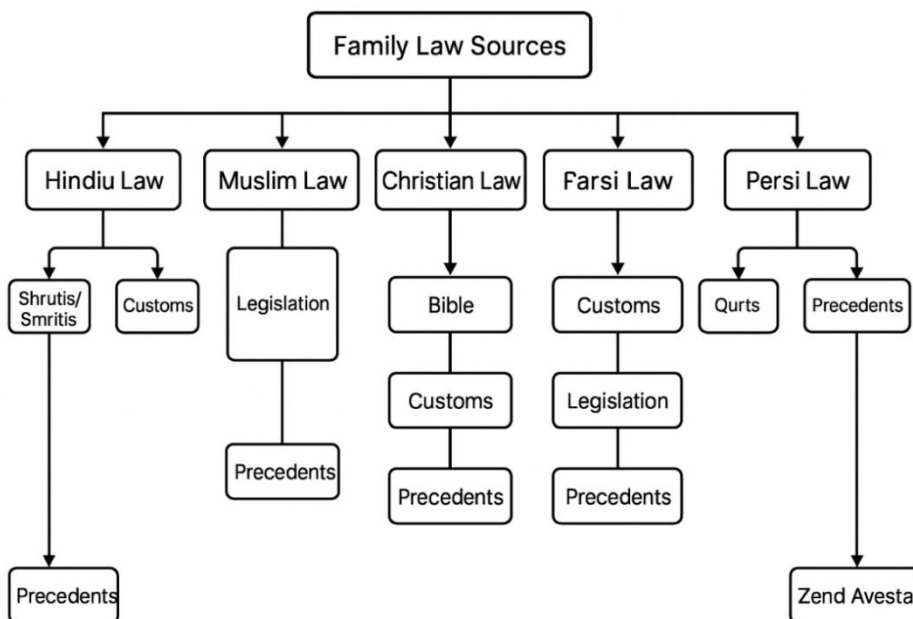 Family Law Sources
Hindiu Law
Muslim Law
Christian Law
Farsi Law
Persi Law
Shrutis/
Smritis
Customs
Legislation
Bible
Customs
Qurts
Precedents
Customs
Legislation
Precedents
Precedents
Precedents
Precedents
Zend Avesta